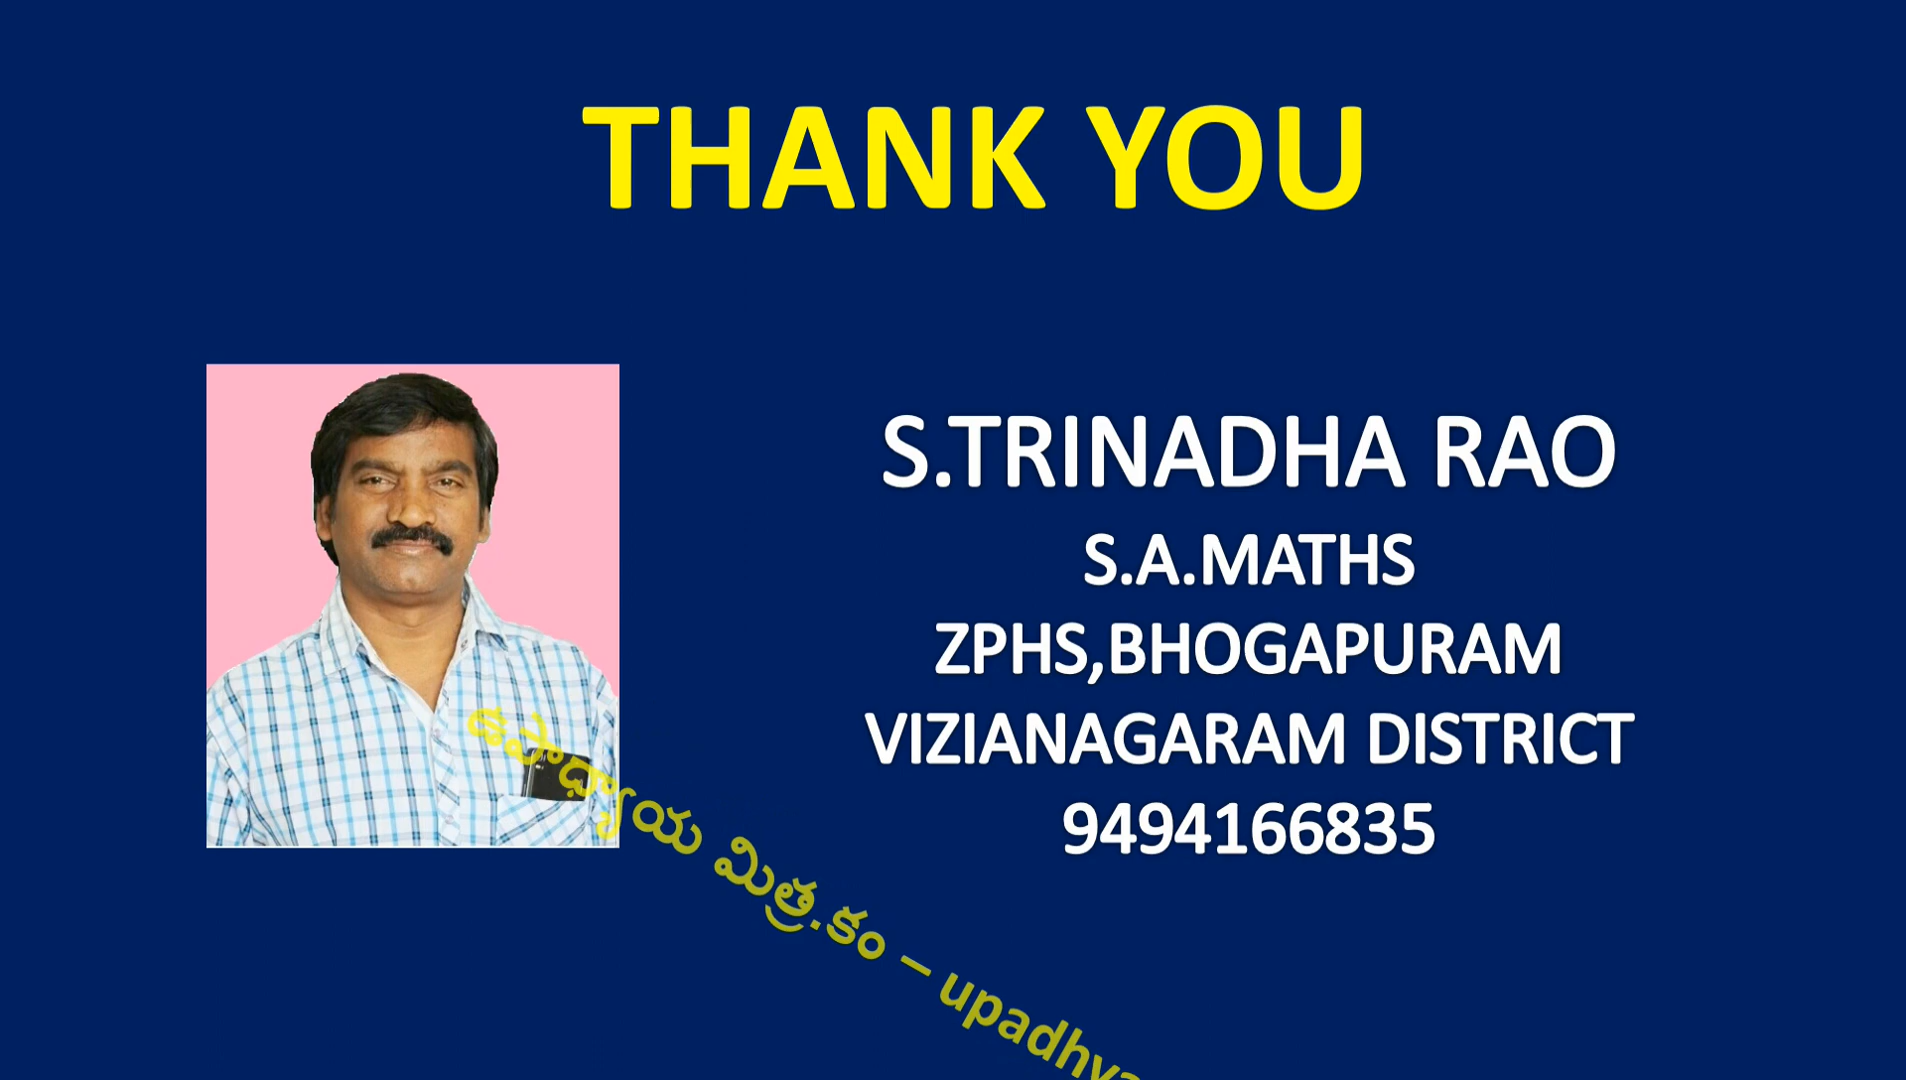 THANK YOU
S.TRINADHA RAO
S.A.MATHS
ZPHS,BHOGAPURAM
VIZIANAGARAM DISTRICT
9494166835
ఉపాధ్యాయ మిత్ర.కం – upadhya